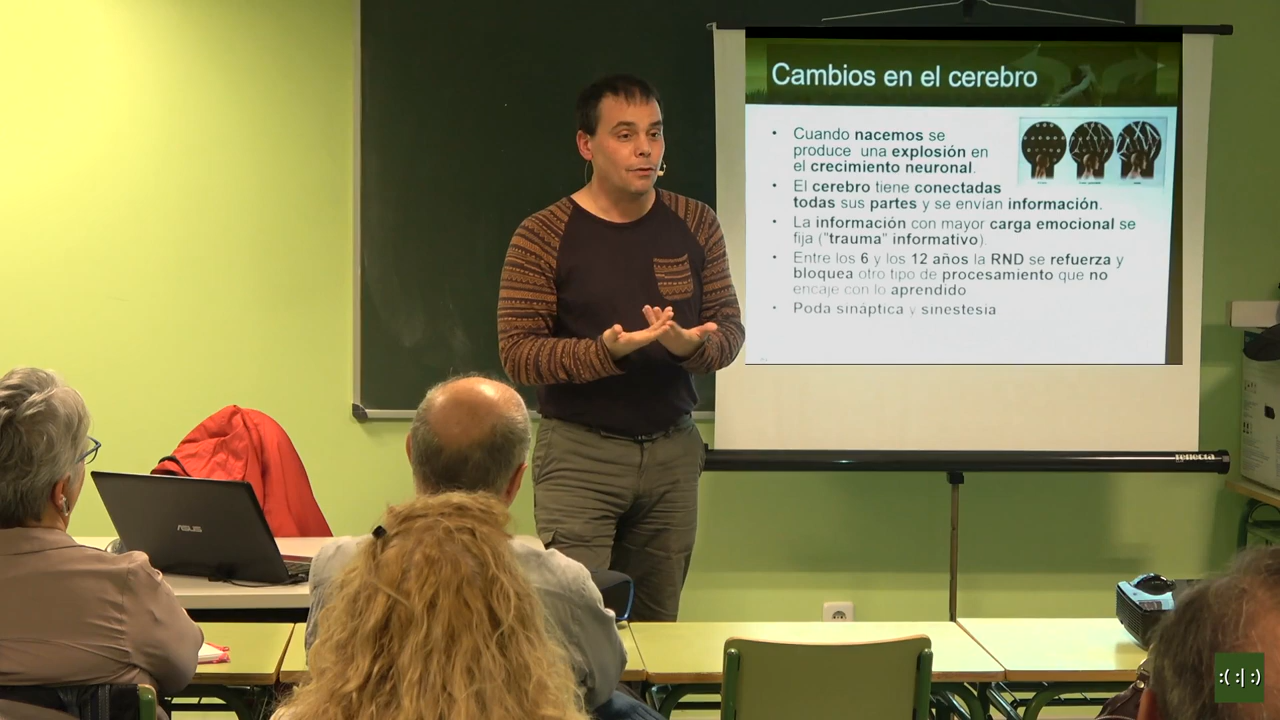 Cambios en el cerebro
• Cuando nacemos se
produce una explosión en
el crecimiento neuronal.
• El cerebro tiene conectadas
todas sus partes y se envían información.
• La información con mayor carga emocional se
fija ("trauma" informativo).
• Entre los 6 y los 12 años la RND se refuerza y
bloquea otro tipo de procesamiento que no
encaje con lo aprendido
• Poda sináptica y sinestesia
reflecta
ASUS
:( :| :)